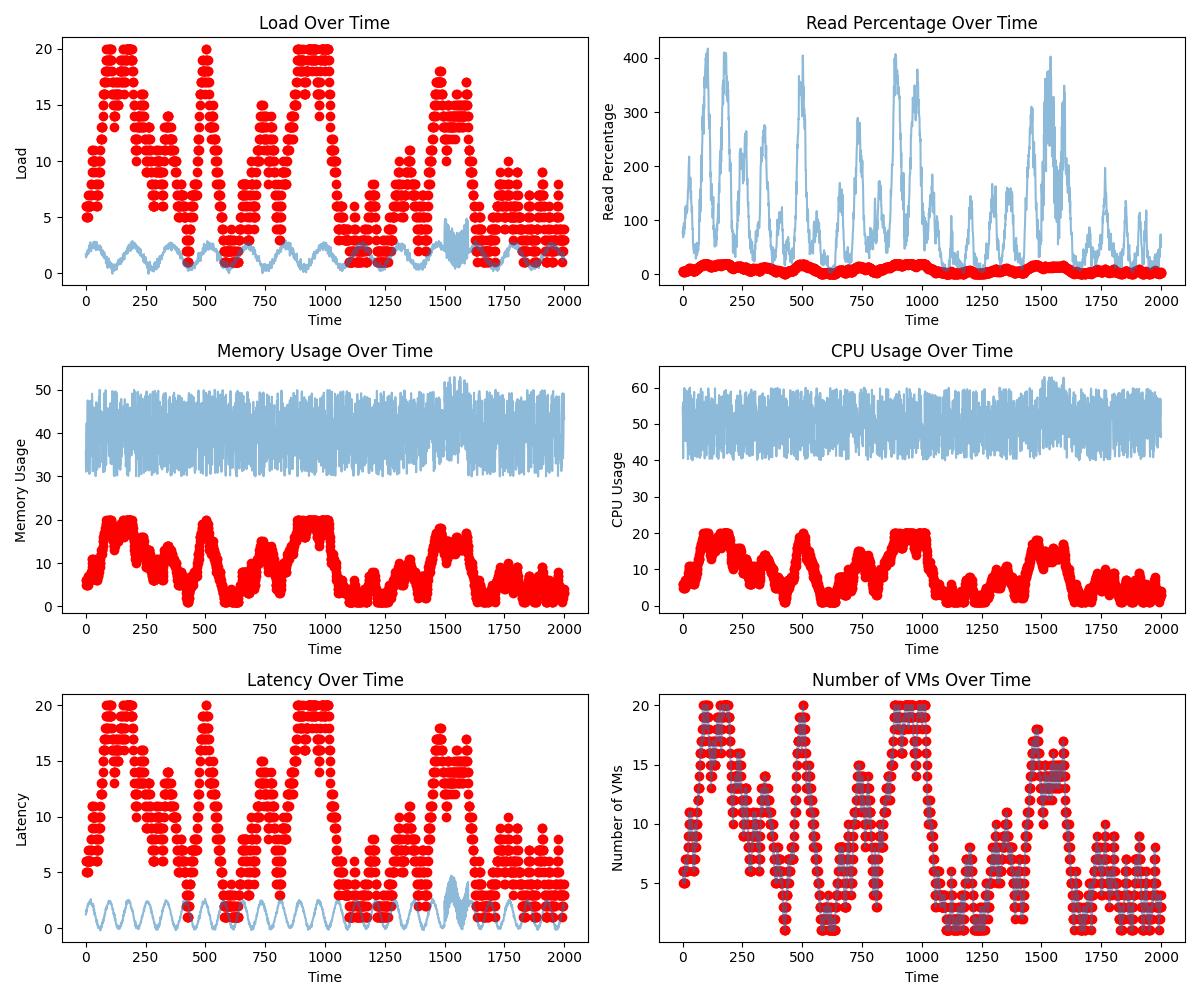 Load Over Time
Load
20
15
10
5
0
0 250 500 750 1000 1250 1500 1750 2000
Time
Read Percentage Over Time
Read Percentage
400
300
200
100
0
0 250 500 750 1000 1250 1500 1750 2000
Time
Memory Usage Over Time
Memory Usage
50
40
30
20
10
0
0 250 500 750 1000 1250 1500 1750 2000
Time
CPU Usage Over Time
CPU Usage
60
50
40
30
20
10
0
0 250 500 750 1000 1250 1500 1750 2000
Time
Latency Over Time
Latency
20
15
10
5
0
0 250 500 750 1000 1250 1500 1750 2000
Time
Number of VMs Over Time
Number of VMs
20
15
10
5
0 250 500 750 1000 1250 1500 1750 2000
Time